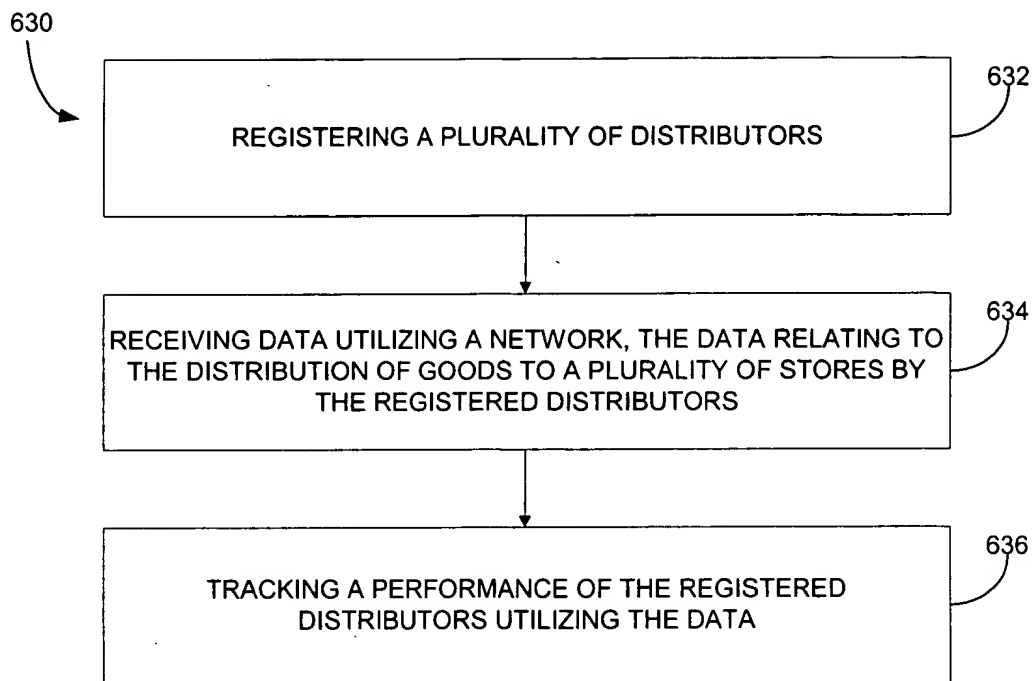 630
632
REGISTERING A PLURALITY OF DISTRIBUTORS
634
RECEIVING DATA UTILIZING A NETWORK, THE DATA RELATING TO
THE DISTRIBUTION OF GOODS TO A PLURALITY OF STORES BY
THE REGISTERED DISTRIBUTORS
636
TRACKING A PERFORMANCE OF THE REGISTERED
DISTRIBUTORS UTILIZING THE DATA